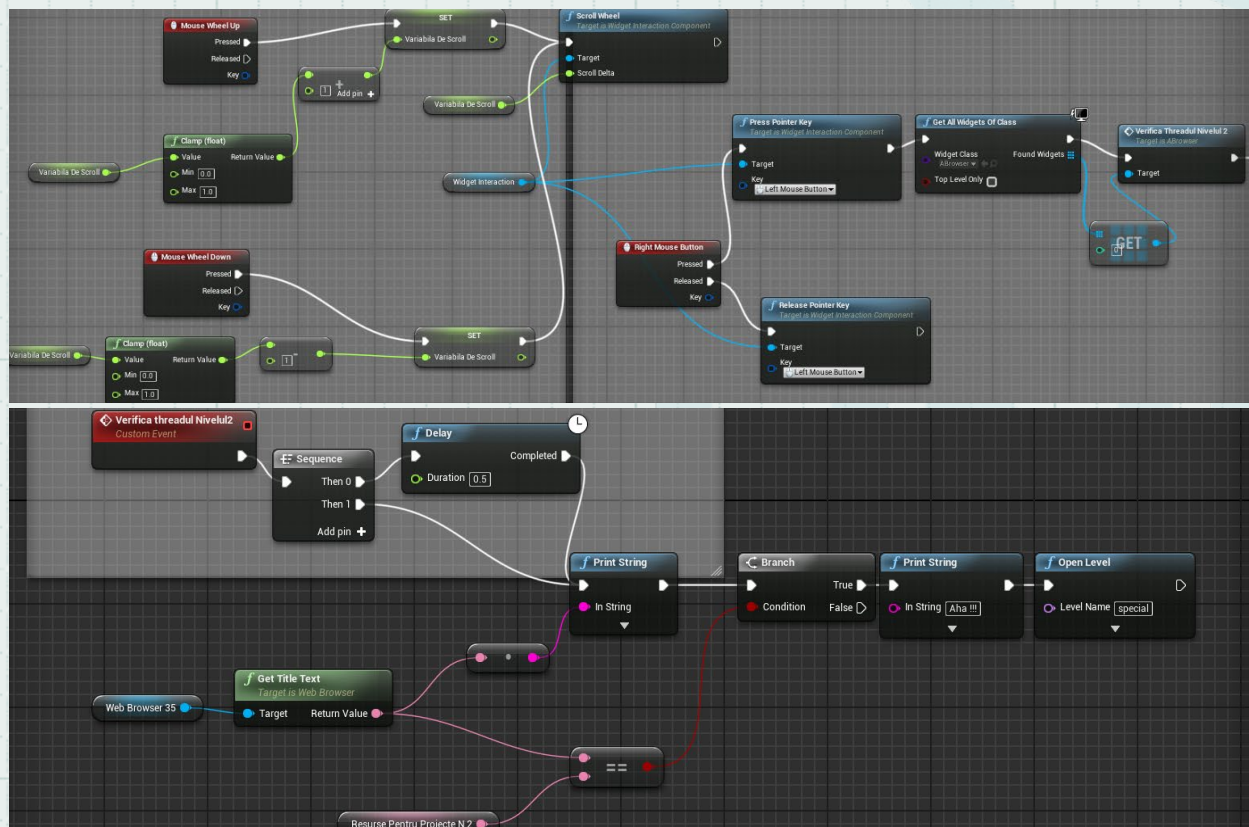 Mouse Wheel Up
Pressed
Released
Key
SET
Variabila De Scroll
1
+
Add pin +
Clamp (float)
Value
Return Value
Min 0.0
Max 1.0
Variabila De Scroll
Variabila De Scroll
Scroll Wheel
Target is Widget Interaction Component
Target
Scroll Delta
Widget Interaction
Mouse Wheel Down
Pressed
Released
Key
Variabila De Scroll
Clamp (float)
Value
Return Value
Min 0.0
Max 1.0
1
-
SET
Variabila De Scroll
Press Pointer Key
Target is Widget Interaction Component
Target
Key
Left Mouse Button
Get All Widgets Of Class
Widget Class
Found Widgets
ABrowser
Top Level Only
Verifica Threadul Nivelul 2
Target is ABrowser
Target
GET
0
Right Mouse Button
Pressed
Released
Key
Release Pointer Key
Target is Widget Interaction Component
Target
Key
Left Mouse Button
Verifica threadul Nivelul2
Custom Event
Sequence
Then 0
Then 1
Add pin +
Delay
Completed
Duration 0.5
Print String
In String
Branch
True
Condition
False
Print String
In String Aha !!!
Open Level
Level Name special
Web Browser 35
Get Title Text
Target is Web Browser
Target
Return Value
==
Resurse Pentru Projecte N 2